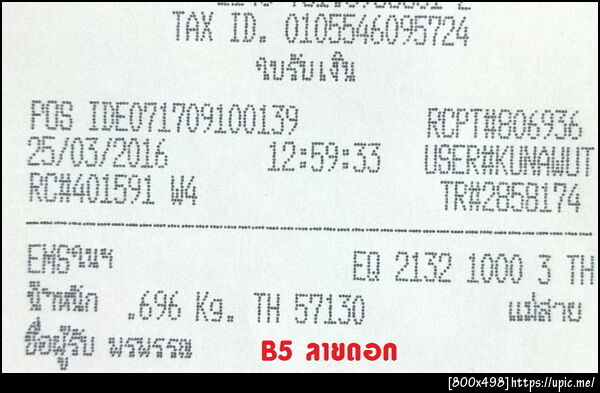 TAX ID. 0105546095724
ใบรับเงิน
POS IDE071709100139 RCPT#806936
25/03/2016 12:59:33 USER#KUNAWUT
RC#401591 W4 TR#2858174
EMSในฯ EQ 2132 1000 3 TH
น้ำหนัก .696 Kg. TH 57130 แม่สาย
ชื่อผู้รับ พรพรรณ B5 ลายดอก
[800x498] https://upic.me/